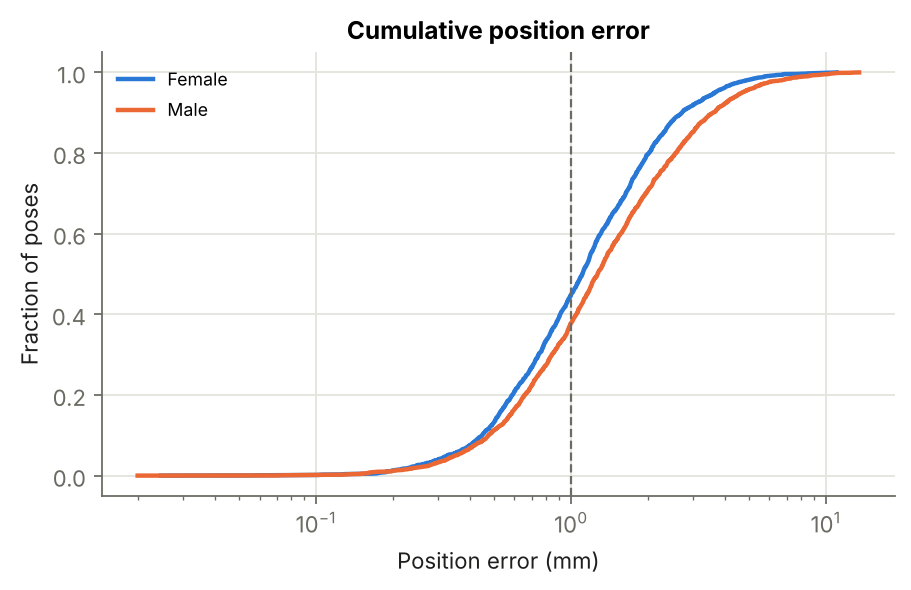 Cumulative position error
Female
Male
Fraction of poses
1.0
0.8
0.6
0.4
0.2
0.0
10⁻¹
10⁰
10¹
Position error (mm)